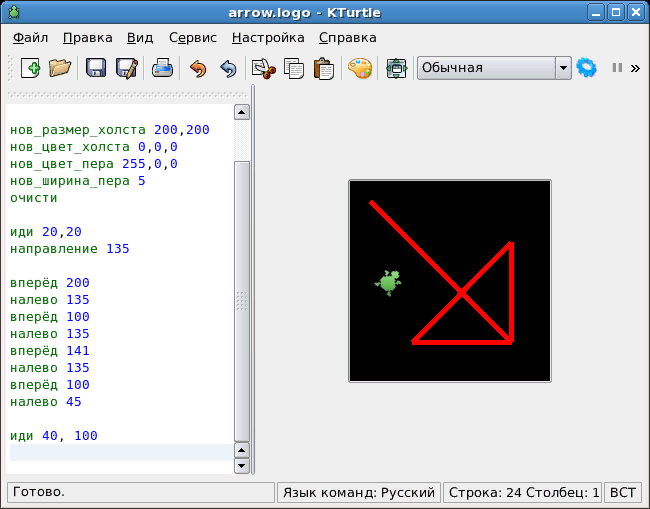 arrow.logo - KTurtle
Файл Правка Вид Сервис Настройка Справка
Обычная »
нов_размер_холста 200,200
нов_цвет_холста 0,0,0
нов_цвет_пера 255,0,0
нов_ширина_пера 5
очисти
иди 20,20
направление 135
вперёд 200
налево 135
вперёд 100
налево 135
вперёд 141
налево 135
вперёд 100
налево 45
иди 40, 100
Готово. Язык команд: Русский Строка: 24 Столбец: 1 ВСТ